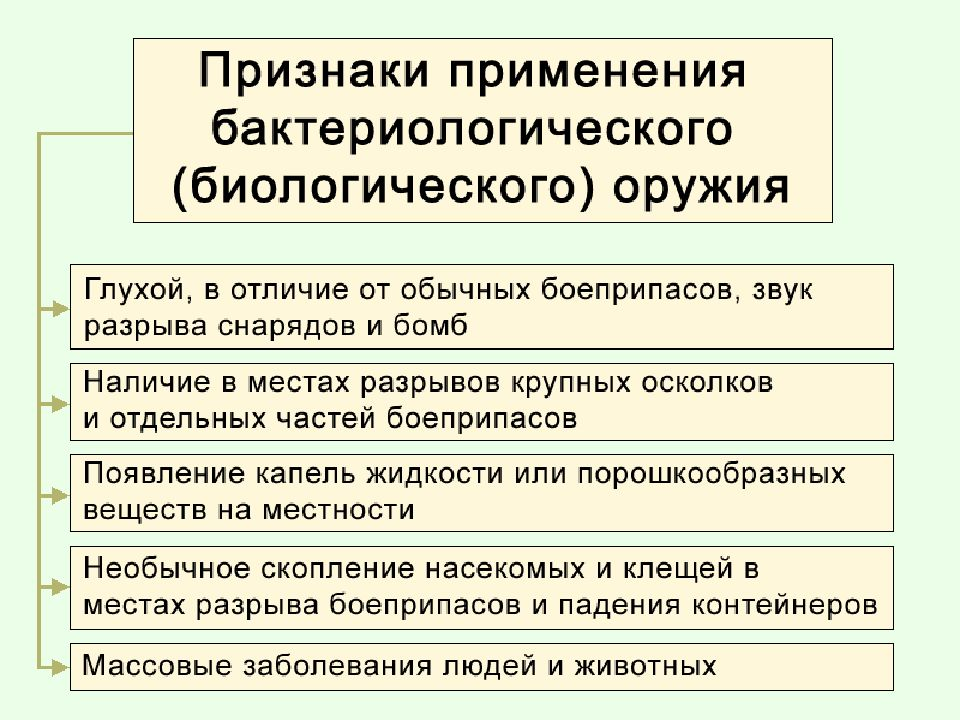 Признаки применения
бактериологического
(биологического) оружия
Глухой, в отличие от обычных боеприпасов, звук
разрыва снарядов и бомб
Наличие в местах разрывов крупных осколков
и отдельных частей боеприпасов
Появление капель жидкости или порошкообразных
веществ на местности
Необычное скопление насекомых и клещей в
местах разрыва боеприпасов и падения контейнеров
Массовые заболевания людей и животных